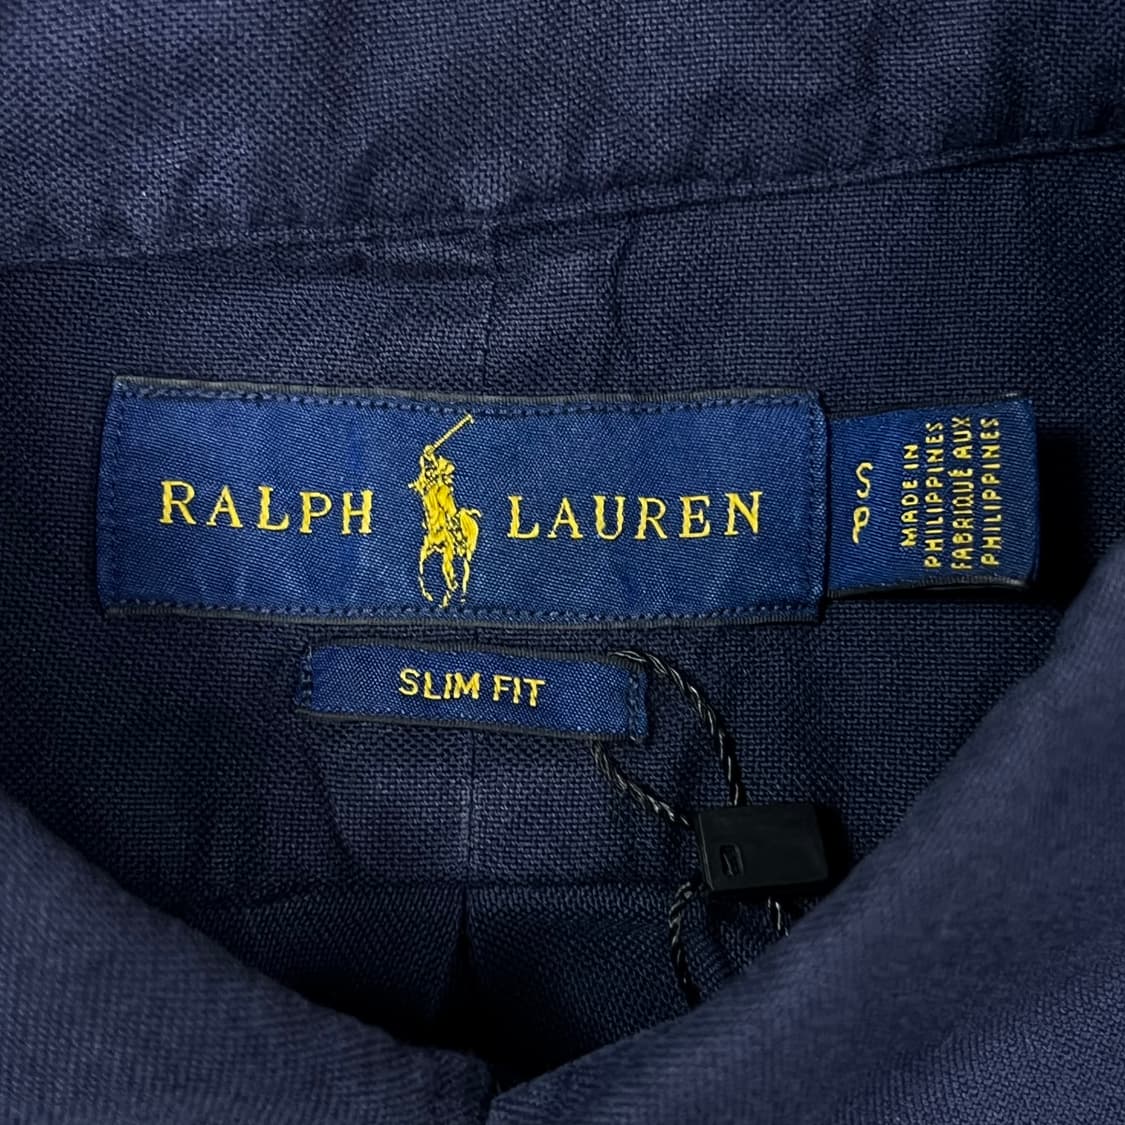 RALPH LAUREN
S
P
MADE IN
PHILIPPINES
FABRIQUÉ AUX
PHILIPPINES
SLIM FIT